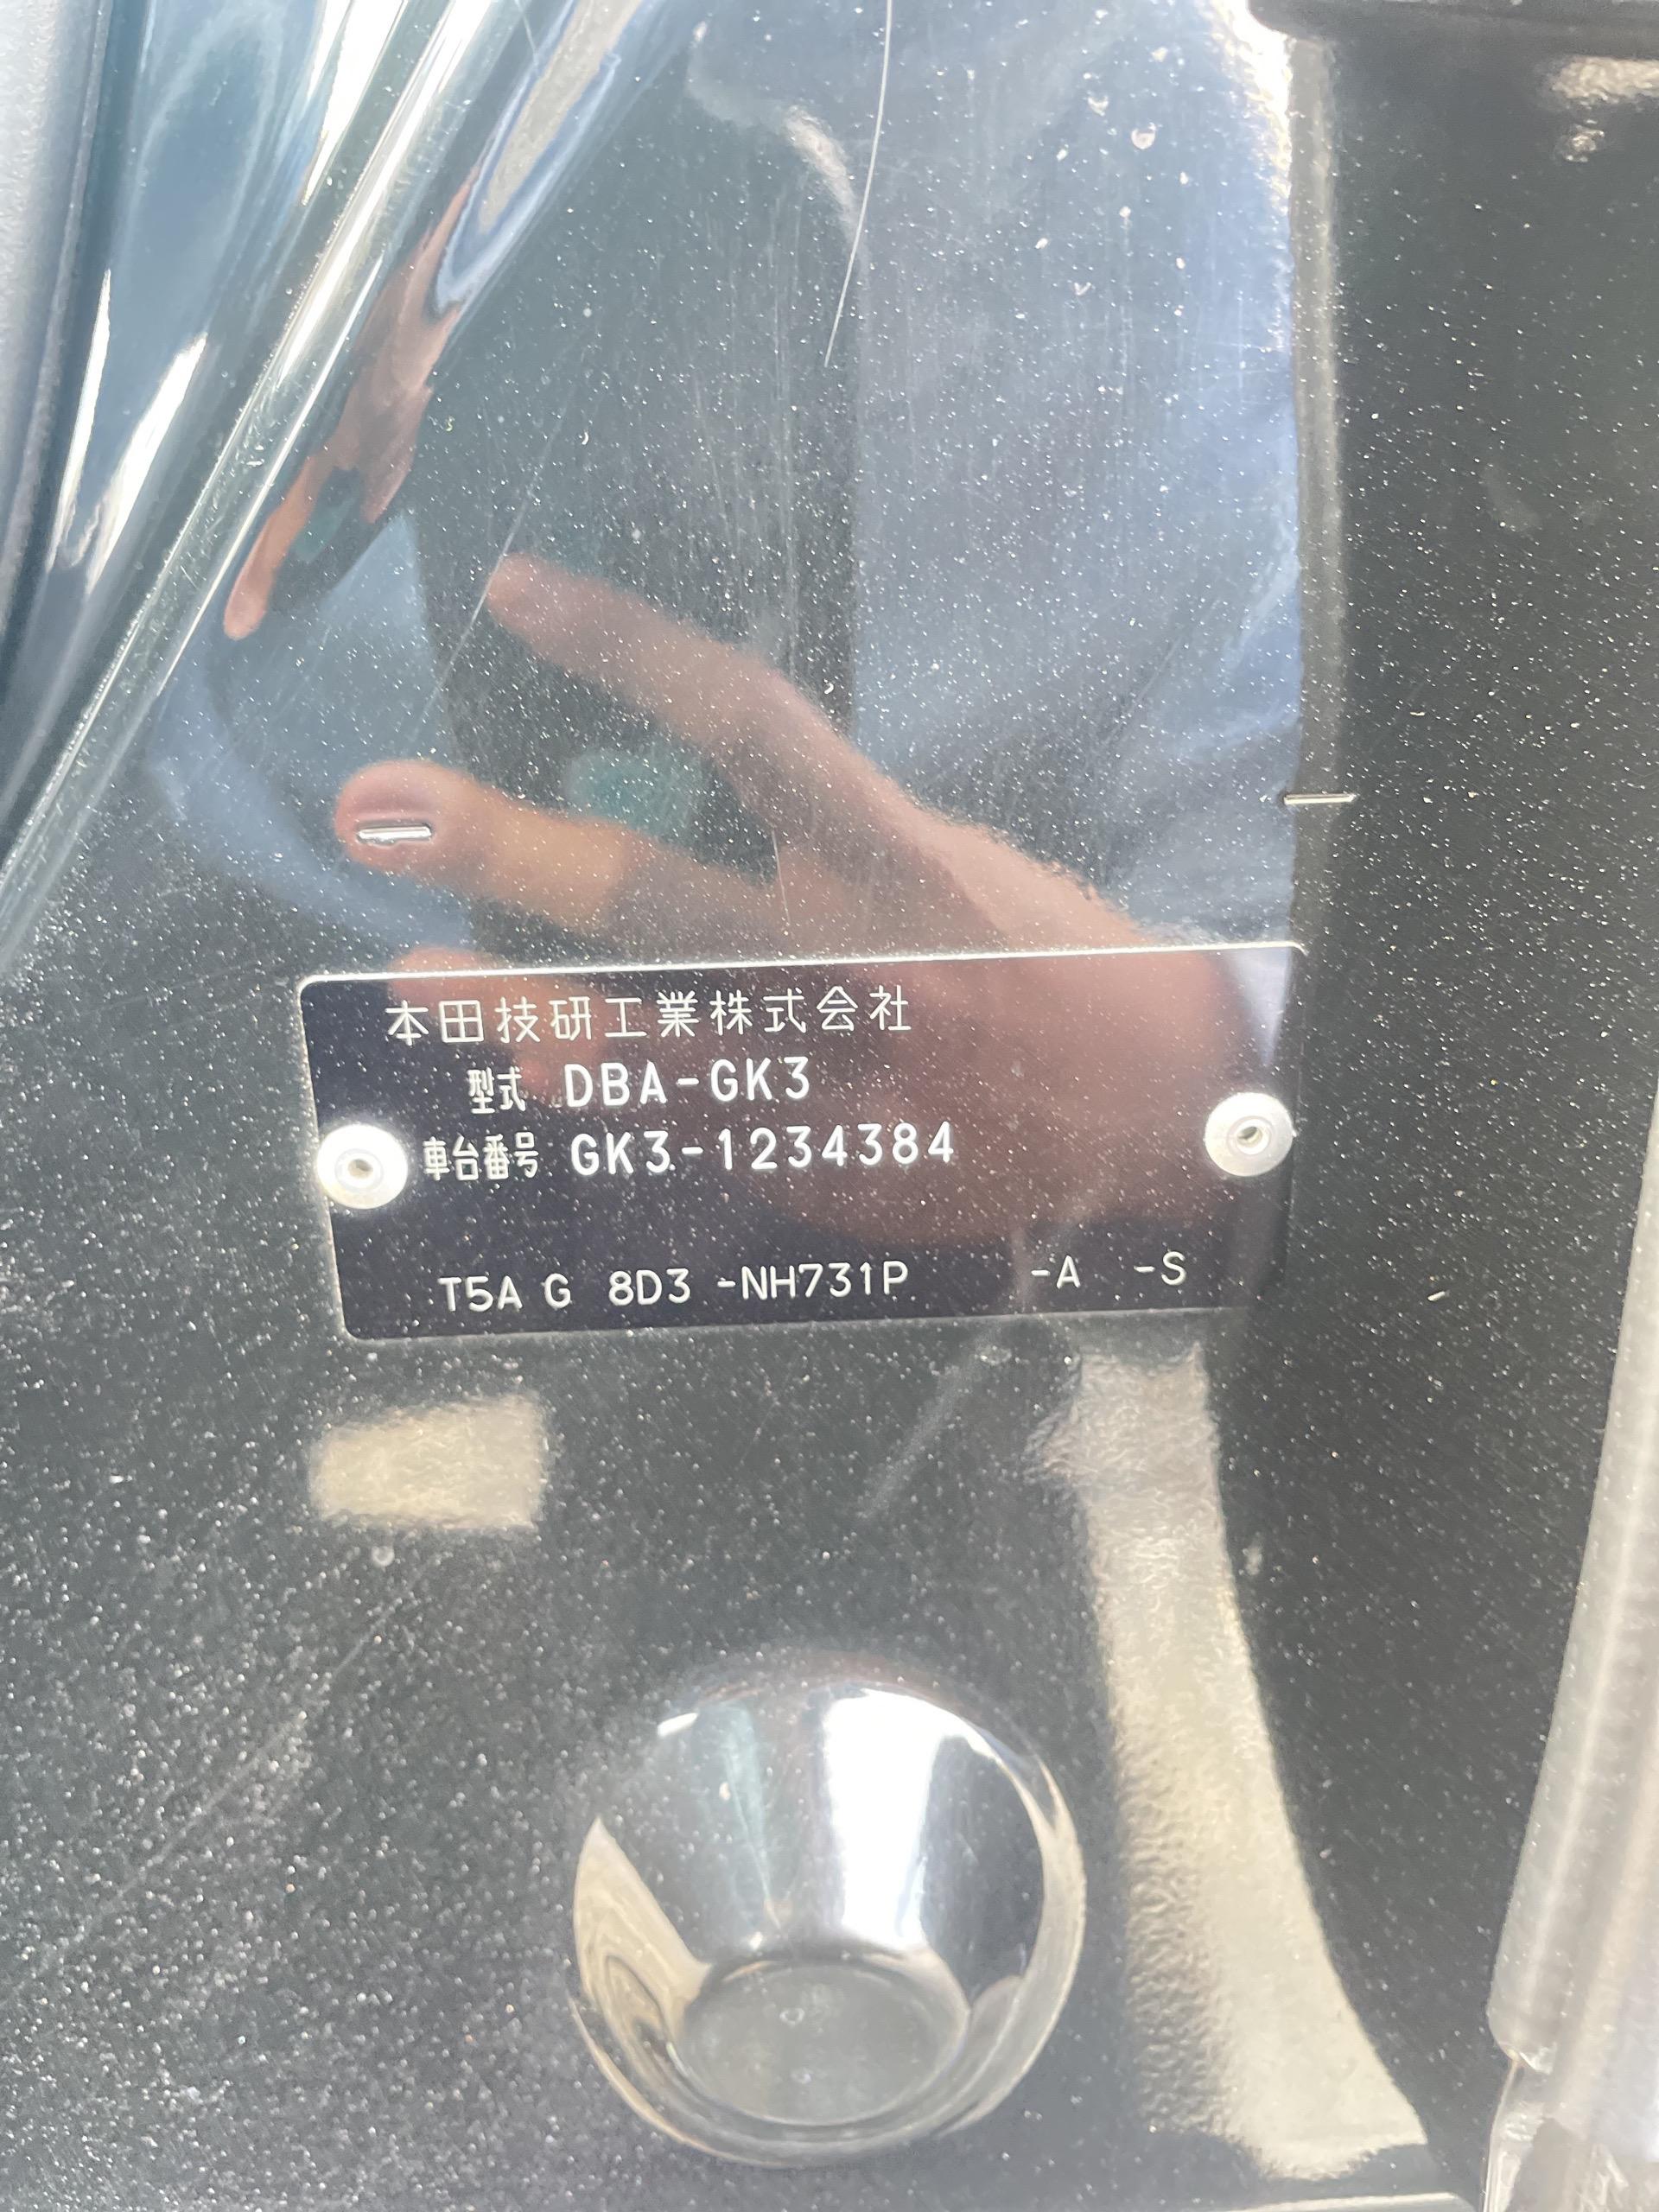 本田技研工業株式会社
型式 DBA-GK3
車台番号 GK3-1234384
T5A G 8D3 -NH731P -A -S